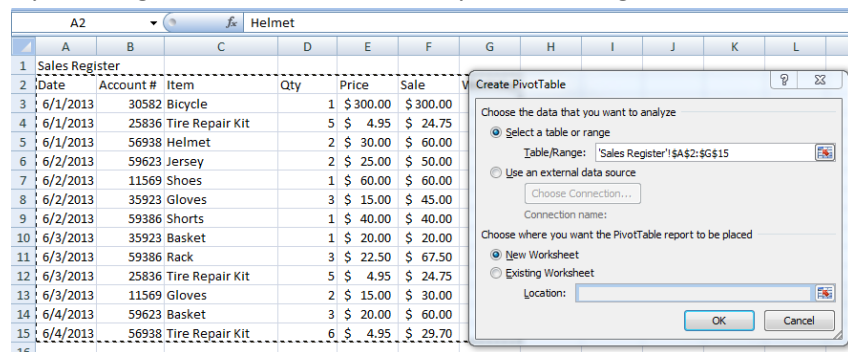 A2 fx Helmet
A B C D E F G H I J K L
1 Sales Register
2 Date Account # Item Qty Price Sale
3 6/1/2013 30582 Bicycle 1 $300.00 $300.00
4 6/1/2013 25836 Tire Repair Kit 5 $ 4.95 $ 24.75
5 6/1/2013 56938 Helmet 2 $ 30.00 $ 60.00
6 6/2/2013 59623 Jersey 2 $ 25.00 $ 50.00
7 6/2/2013 11569 Shoes 1 $ 60.00 $ 60.00
8 6/2/2013 35923 Gloves 3 $ 15.00 $ 45.00
9 6/2/2013 59386 Shorts 1 $ 40.00 $ 40.00
10 6/3/2013 35923 Basket 1 $ 20.00 $ 20.00
11 6/3/2013 59386 Rack 3 $ 22.50 $ 67.50
12 6/3/2013 25836 Tire Repair Kit 5 $ 4.95 $ 24.75
13 6/3/2013 11569 Gloves 2 $ 15.00 $ 30.00
14 6/4/2013 59623 Basket 3 $ 20.00 $ 60.00
15 6/4/2013 56938 Tire Repair Kit 6 $ 4.95 $ 29.70
Create PivotTable
Choose the data that you want to analyze
Select a table or range
Table/Range: 'Sales Register'!$A$2:$G$15
Use an external data source
Choose Connection...
Connection name:
Choose where you want the PivotTable report to be placed
New Worksheet
Existing Worksheet
Location:
OK Cancel